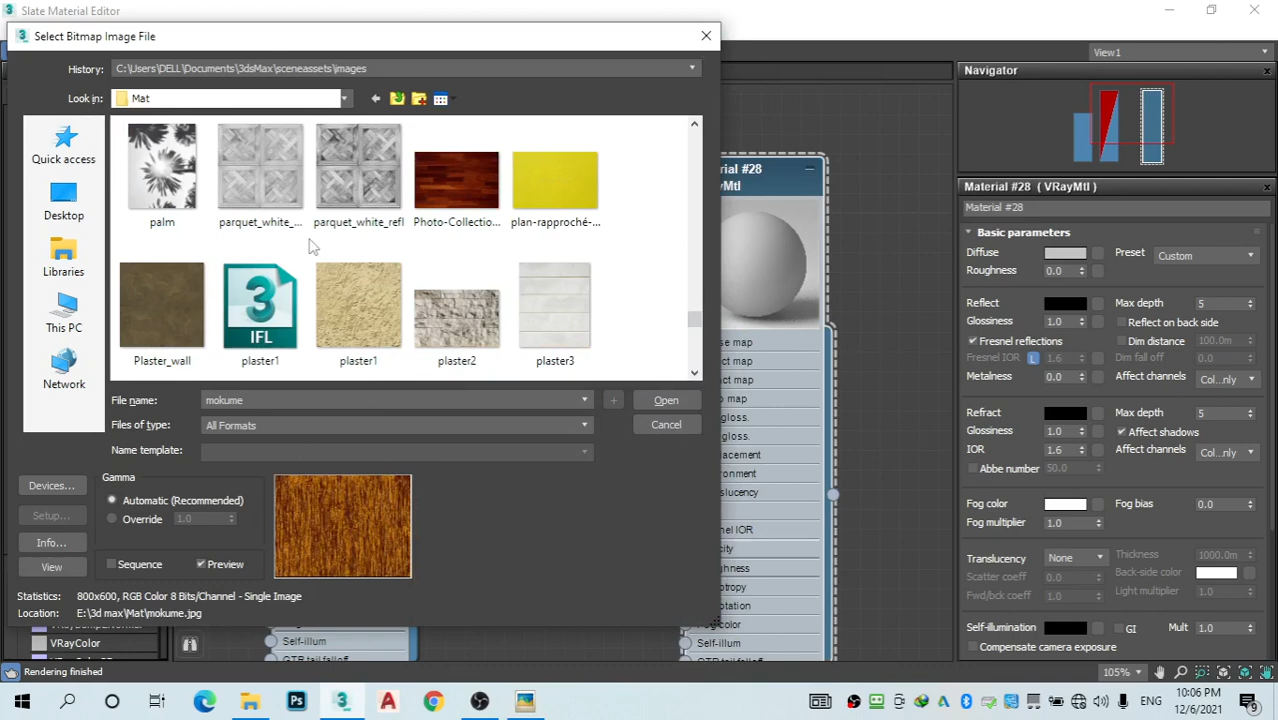 Slate Material Editor
Select Bitmap Image File
View1
History: C:\Users\DELL\Documents\3dsMax\sceneassets\images
Look in: Mat
Navigator
Quick access
Desktop
Libraries
This PC
Network
palm
parquet_white_...
parquet_white_refl
Photo-Collectio...
plan-rapproché-...
Plaster_wall
plaster1
IFL
plaster1
plaster2
plaster3
File name: mokume
Open
Files of type: All Formats
Cancel
Name template:
Devices...
Setup...
Info...
View
Gamma
Automatic (Recommended)
Override 1.0
Sequence
Preview
Statistics: 800x600, RGB Color 8 Bits/Channel - Single Image
Location: E:\3d max\Mat\mokume.jpg
VRayColor
Self-illum
Rendering finished
Self-illum
105%
Material #28 ( VRayMtl )
Material #28
Basic parameters
Diffuse Preset Custom
Roughness 0.0
Reflect Max depth 5
Glossiness 1.0 Reflect on back side
Fresnel reflections Dim distance 100.0m
Fresnel IOR L 1.6 Dim fall off 0.0
Metalness 0.0 Affect channels Col...nly
Refract Max depth 5
Glossiness 1.0 Affect shadows
IOR 1.6 Affect channels Col...nly
Abbe number 50.0
Fog color Fog bias 0.0
Fog multiplier 1.0
Translucency None Thickness 1000.0m
Scatter coeff 0.0 Back-side color
Fwd/bck coeff 1.0 Light multiplier 1.0
Self-illumination GI Mult 1.0
Compensate camera exposure
ENG
10:06 PM
12/6/2021